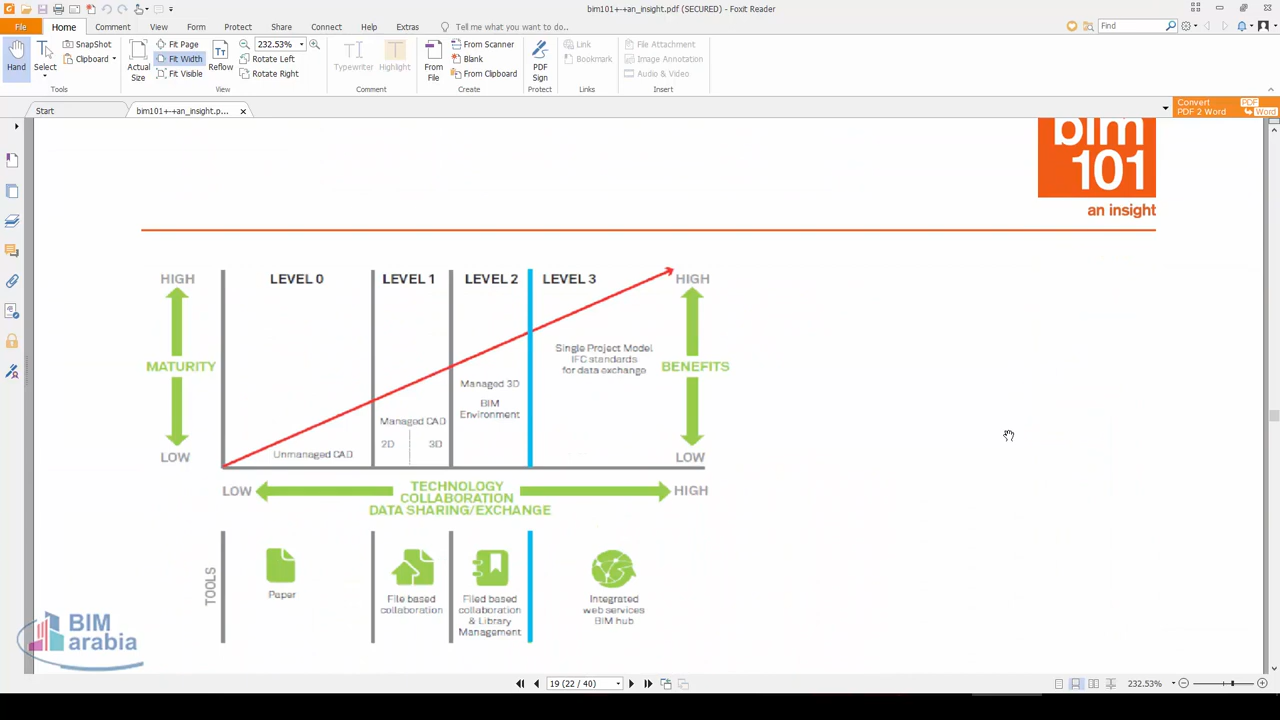 bim101+-+an_insight.pdf (SECURED) - Foxit Reader
File Home Comment View Form Protect Share Connect Help Extras Tell me what you want to do.. Find
Hand Select SnapShot Clipboard Actual Size Fit Page Fit Width Fit Visible Reflow 232.53% Rotate Left Rotate Right Typewriter Highlight From File From Scanner Blank From Clipboard PDF Sign Link Bookmark File Attachment Image Annotation Audio & Video
Tools View Comment Create Protect Links Insert
Start bim101+-+an_insight.p...
Convert PDF
PDF 2 Word Word
bim
101
an insight
HIGH LEVEL 0 LEVEL 1 LEVEL 2 LEVEL 3 HIGH
Single Project Model
IFC standards
for data exchange
MATURITY BENEFITS
Managed 3D
BIM
Environment
Managed CAD
2D 3D
Unmanaged CAD
LOW LOW
LOW TECHNOLOGY HIGH
COLLABORATION
DATA SHARING/EXCHANGE
TOOLS
Paper
File based
collaboration
Filed based
collaboration
& Library
Management
Integrated
web services
BIM hub
BIM
arabia
19 (22 / 40) 232.53%